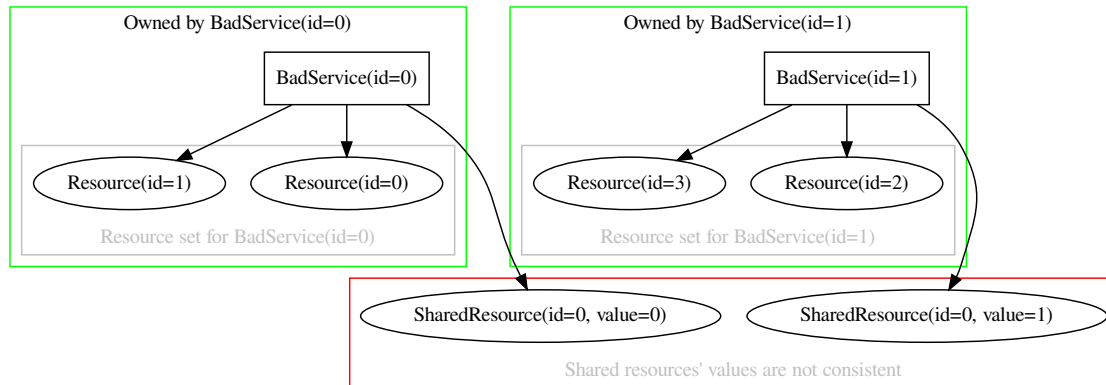 Owned by BadService(id=0)
Owned by BadService(id=1)
BadService(id=0)
BadService(id=1)
Resource(id=1)
Resource(id=0)
Resource(id=3)
Resource(id=2)
Resource set for BadService(id=0)
Resource set for BadService(id=1)
SharedResource(id=0, value=0)
SharedResource(id=0, value=1)
Shared resources' values are not consistent